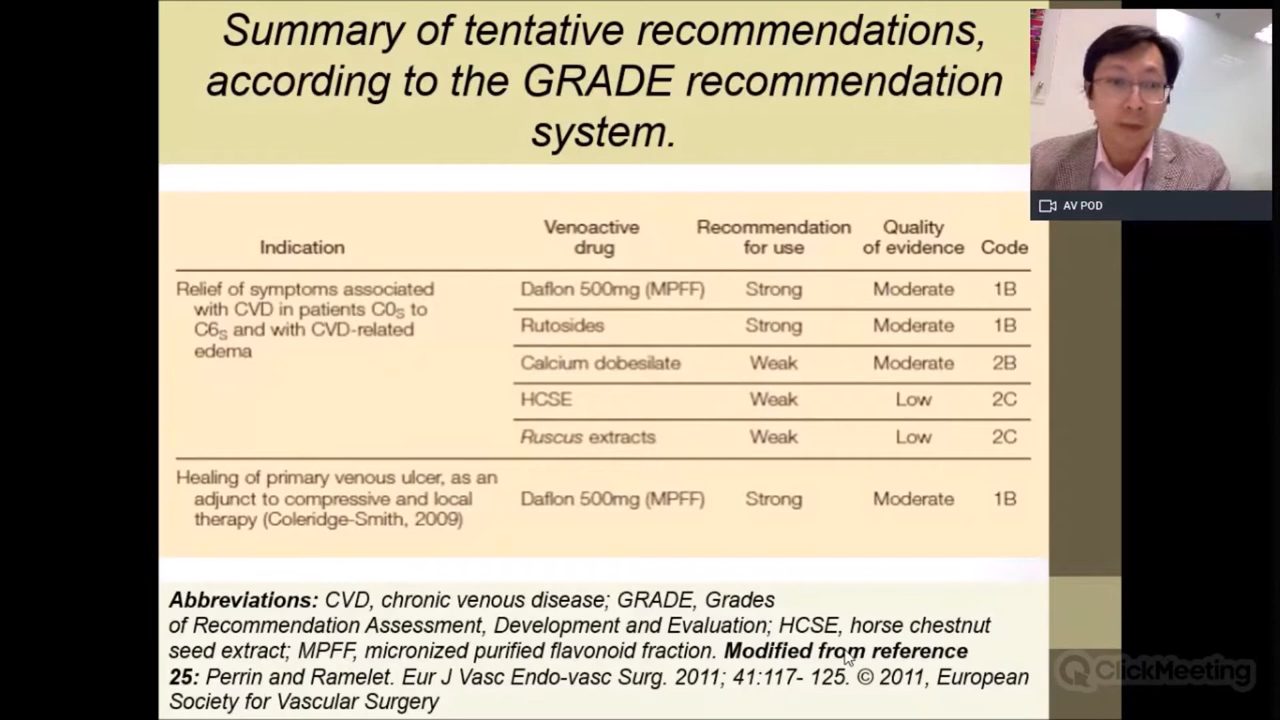 Summary of tentative recommendations,
according to the GRADE recommendation
system.
AV POD
Indication Venoactive drug Recommendation for use Quality of evidence Code
Relief of symptoms associated with CVD in patients C0s to C6s and with CVD-related edema Daflon 500mg (MPFF) Strong Moderate 1B
Rutosides Strong Moderate 1B
Calcium dobesilate Weak Moderate 2B
HCSE Weak Low 2C
Ruscus extracts Weak Low 2C
Healing of primary venous ulcer, as an adjunct to compressive and local therapy (Coleridge-Smith, 2009) Daflon 500mg (MPFF) Strong Moderate 1B
Abbreviations: CVD, chronic venous disease; GRADE, Grades
of Recommendation Assessment, Development and Evaluation; HCSE, horse chestnut
seed extract; MPFF, micronized purified flavonoid fraction. Modified from reference
25: Perrin and Ramelet. Eur J Vasc Endo-vasc Surg. 2011; 41:117- 125. © 2011, European
Society for Vascular Surgery
ClickMeeting